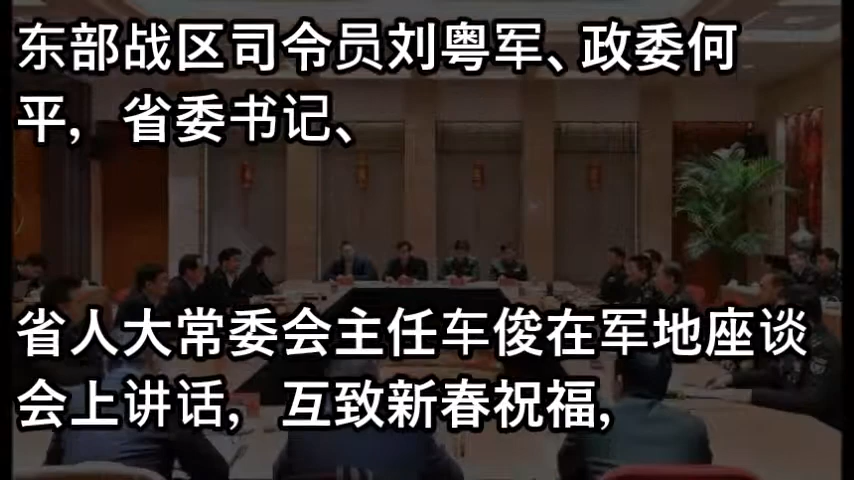 东部战区司令员刘粤军、政委何
平，省委书记、
省人大常委会主任车俊在军地座谈
会上讲话，互致新春祝福，